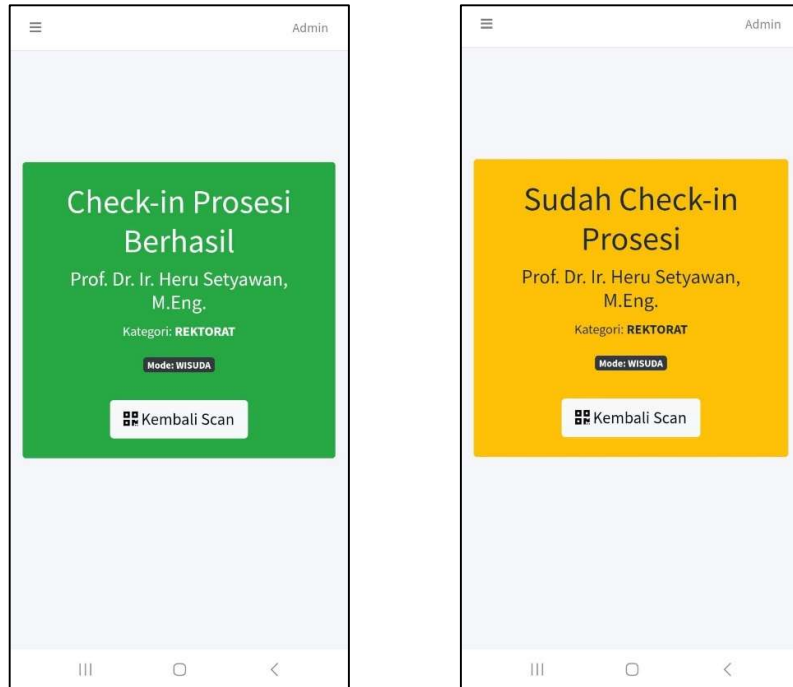 Admin
Check-in Prosesi
Berhasil
Prof. Dr. Ir. Heru Setyawan,
M.Eng.
Kategori: REKTORAT
Mode: WISUDA
Kembali Scan
Admin
Sudah Check-in
Prosesi
Prof. Dr. Ir. Heru Setyawan,
M.Eng.
Kategori: REKTORAT
Mode: WISUDA
Kembali Scan